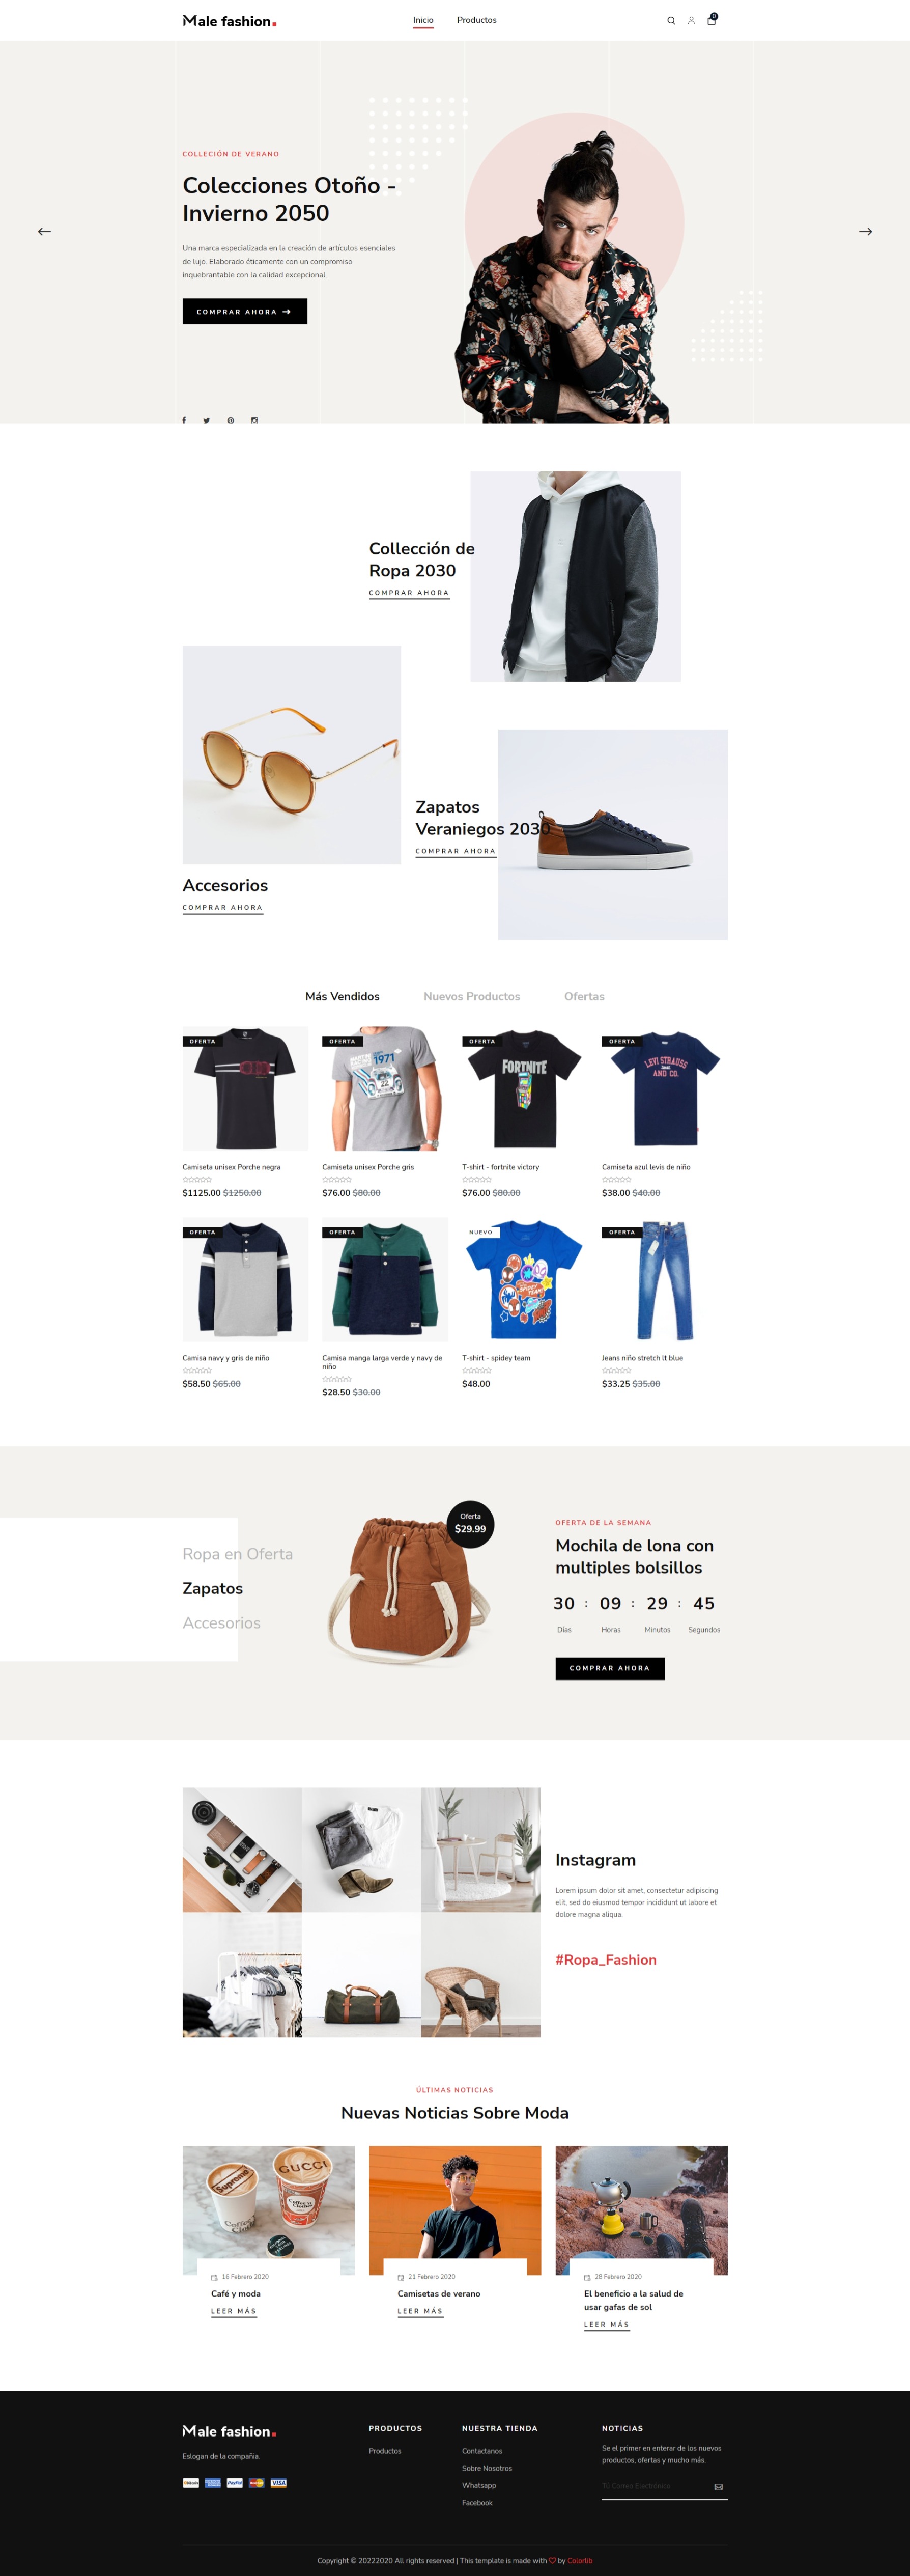 Male fashion.
Inicio
Productos
0
COLLECIÓN DE VERANO
Colecciones Otoño -
Invierno 2050
Una marca especializada en la creación de artículos esenciales
de lujo. Elaborado éticamente con un compromiso
inquebrantable con la calidad excepcional.
COMPRAR AHORA
Collección de
Ropa 2030
COMPRAR AHORA
Zapatos
Veraniegos 2030
COMPRAR AHORA
Accesorios
COMPRAR AHORA
Más Vendidos
Nuevos Productos
Ofertas
OFERTA
OFERTA
1971
OFERTA
FORTNITE
OFERTA
LEVI STRAUSS
AND CO.
Camiseta unisex Porche negra
$1125.00 $1250.00
Camiseta unisex Porche gris
$76.00 $80.00
T-shirt - fortnite victory
$76.00 $80.00
Camiseta azul levis de niño
$38.00 $40.00
OFERTA
OFERTA
NUEVO
OFERTA
Camisa navy y gris de niño
$58.50 $65.00
Camisa manga larga verde y navy de
niño
$28.50 $30.00
T-shirt - spidey team
$48.00
Jeans niño stretch lt blue
$33.25 $35.00
Ropa en Oferta
Zapatos
Accesorios
Oferta
$29.99
OFERTA DE LA SEMANA
Mochila de lona con
multiples bolsillos
30 : 09 : 29 : 45
Días Horas Minutos Segundos
COMPRAR AHORA
Instagram
Lorem ipsum dolor sit amet, consectetur adipiscing
elit, sed do eiusmod tempor incididunt ut labore et
dolore magna aliqua.
#Ropa_Fashion
ÚLTIMAS NOTICIAS
Nuevas Noticias Sobre Moda
Supreme
GUCCI
16 Febrero 2020
Café y moda
LEER MÁS
21 Febrero 2020
Camisetas de verano
LEER MÁS
28 Febrero 2020
El beneficio a la salud de
usar gafas de sol
LEER MÁS
Male fashion.
Eslogan de la compañia.
PayPal
VISA
PRODUCTOS
Productos
NUESTRA TIENDA
Contactanos
Sobre Nosotros
Whatsapp
Facebook
NOTICIAS
Se el primer en enterar de los nuevos
productos, ofertas y mucho más.
Tú Correo Electrónico
Copyright © 20222020 All rights reserved | This template is made with ♡ by Colorlib